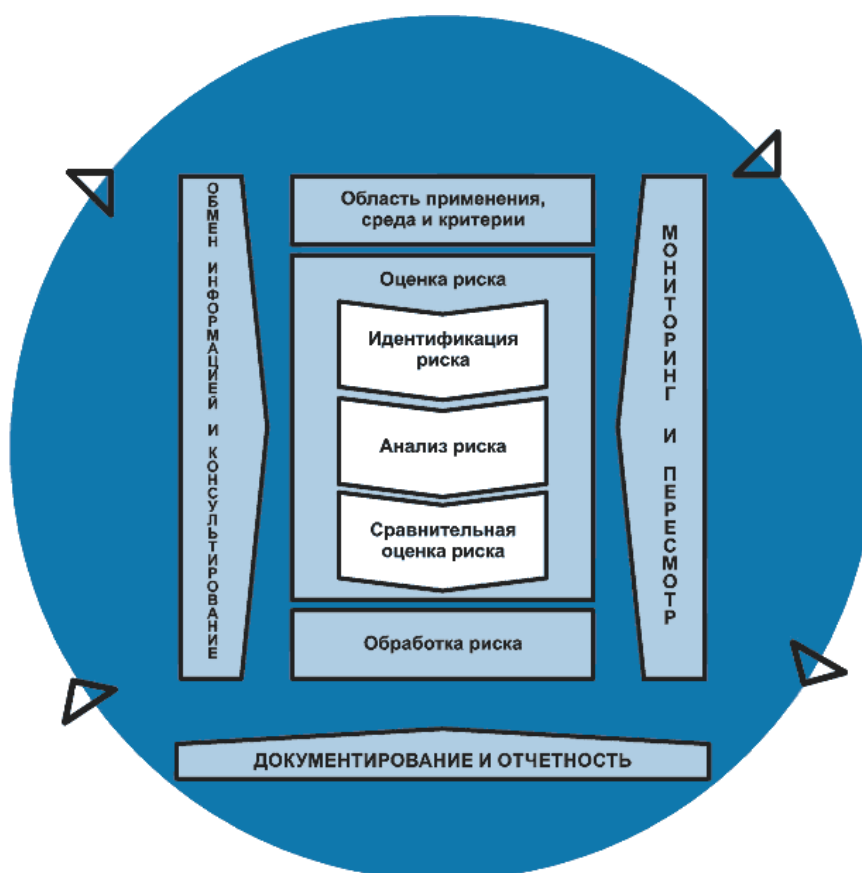 ОБМЕН ИНФОРМАЦИЕЙ И КОНСУЛЬТИРОВАНИЕ
Область применения,
среда и критерии
Оценка риска
Идентификация
риска
Анализ риска
Сравнительная
оценка риска
Обработка риска
МОНИТОРИНГ И ПЕРЕСМОТР
ДОКУМЕНТИРОВАНИЕ И ОТЧЕТНОСТЬ